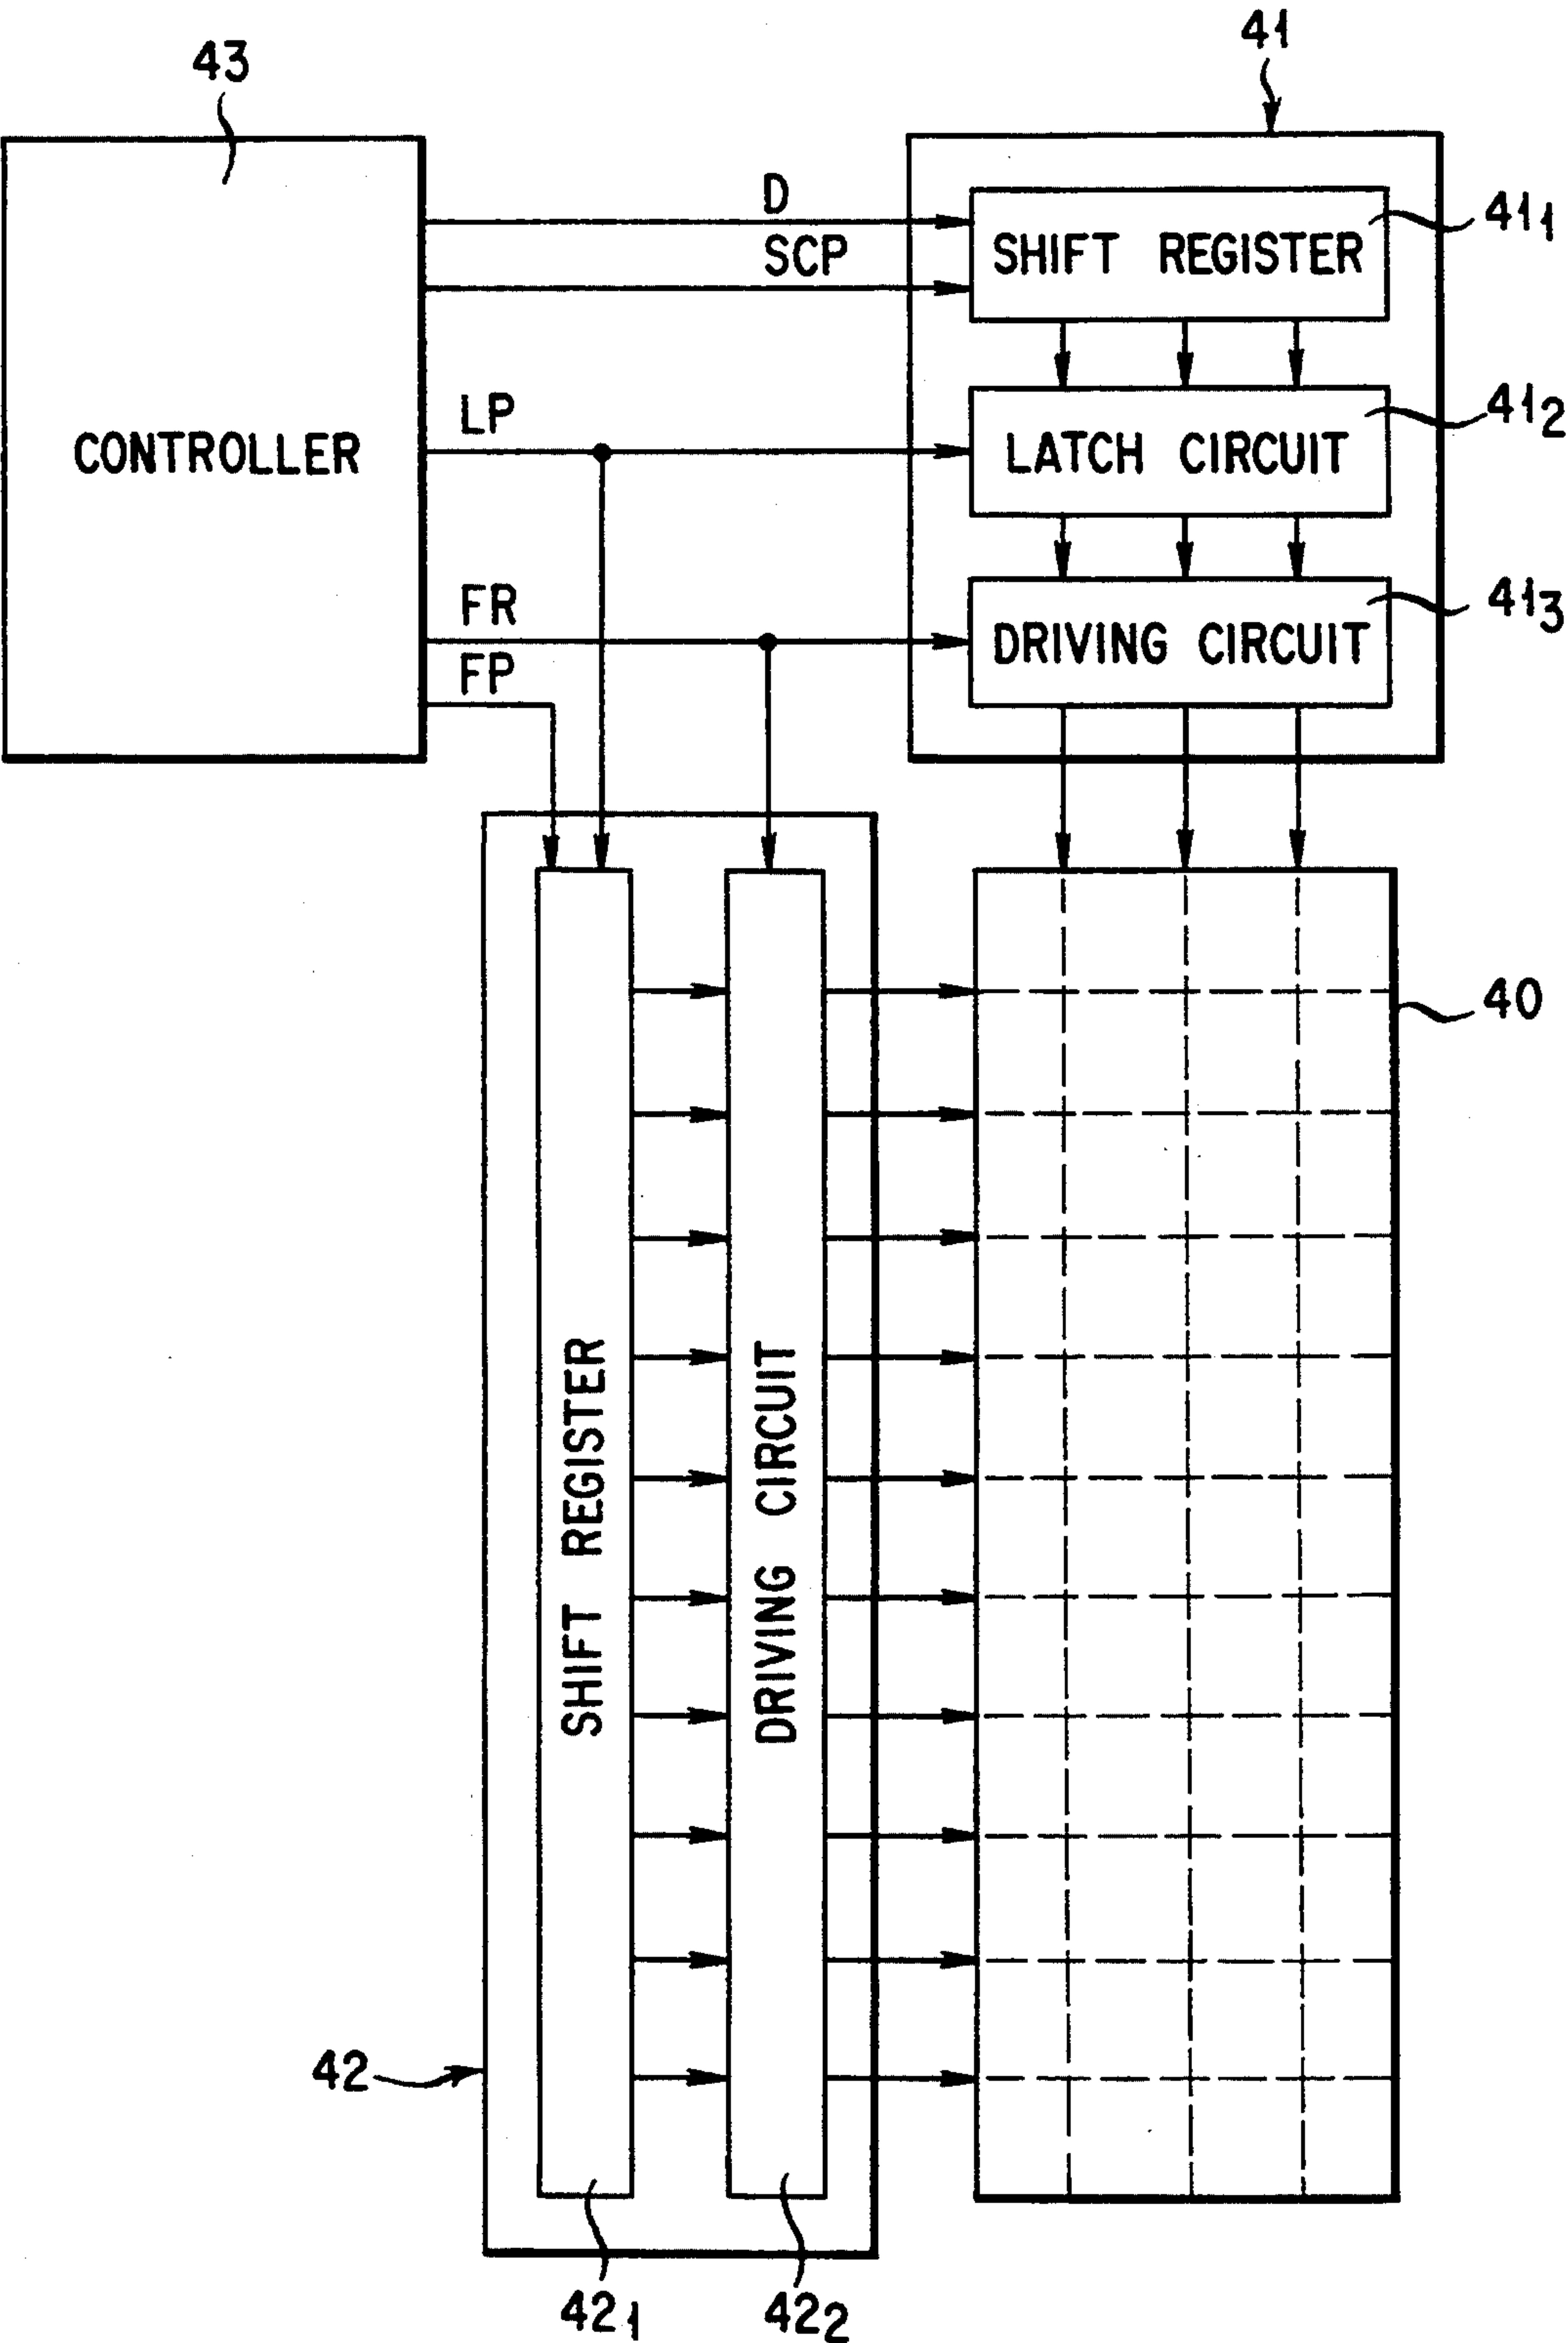 43
41
D
SCP
SHIFT REGISTER
41₁
LP
CONTROLLER
LATCH CIRCUIT
41₂
FR
FP
DRIVING CIRCUIT
41₃
40
SHIFT REGISTER
DRIVING CIRCUIT
42
42₁
42₂